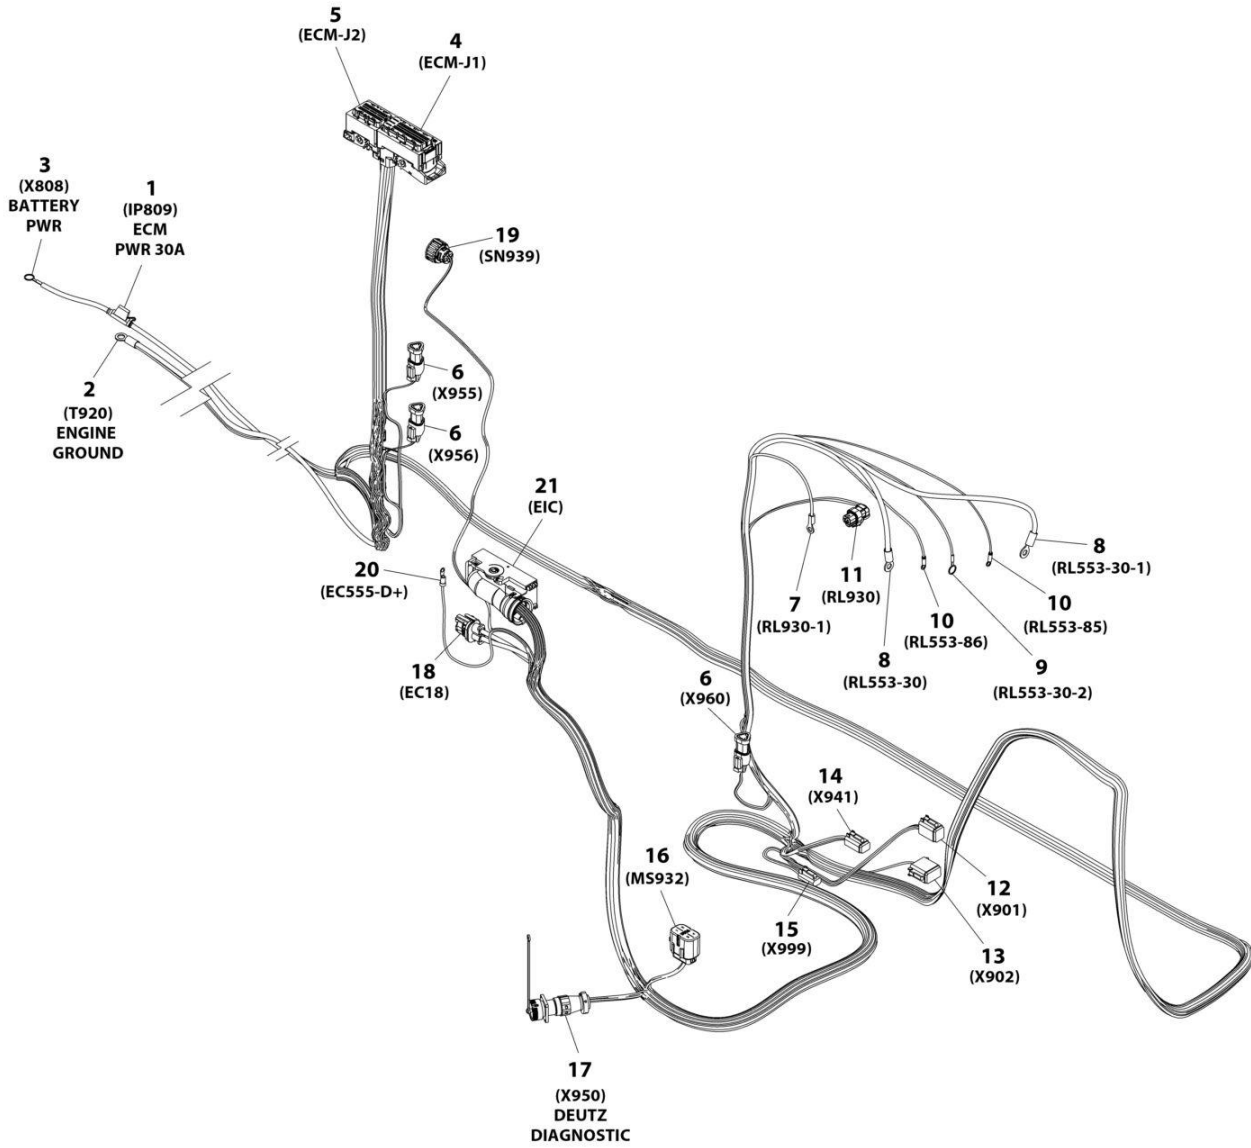 5
(ECM-J2)
4
(ECM-J1)
3
(X808)
BATTERY
PWR
1
(IP809)
ECM
PWR 30A
19
(SN939)
2
(T920)
ENGINE
GROUND
6
(X955)
6
(X956)
21
(EIC)
20
(EC555-D+)
18
(EC18)
7
(RL930-1)
11
(RL930)
8
(RL553-30)
10
(RL553-86)
9
(RL553-30-2)
10
(RL553-85)
8
(RL553-30-1)
6
(X960)
14
(X941)
12
(X901)
13
(X902)
15
(X999)
16
(MS932)
17
(X950)
DEUTZ
DIAGNOSTIC